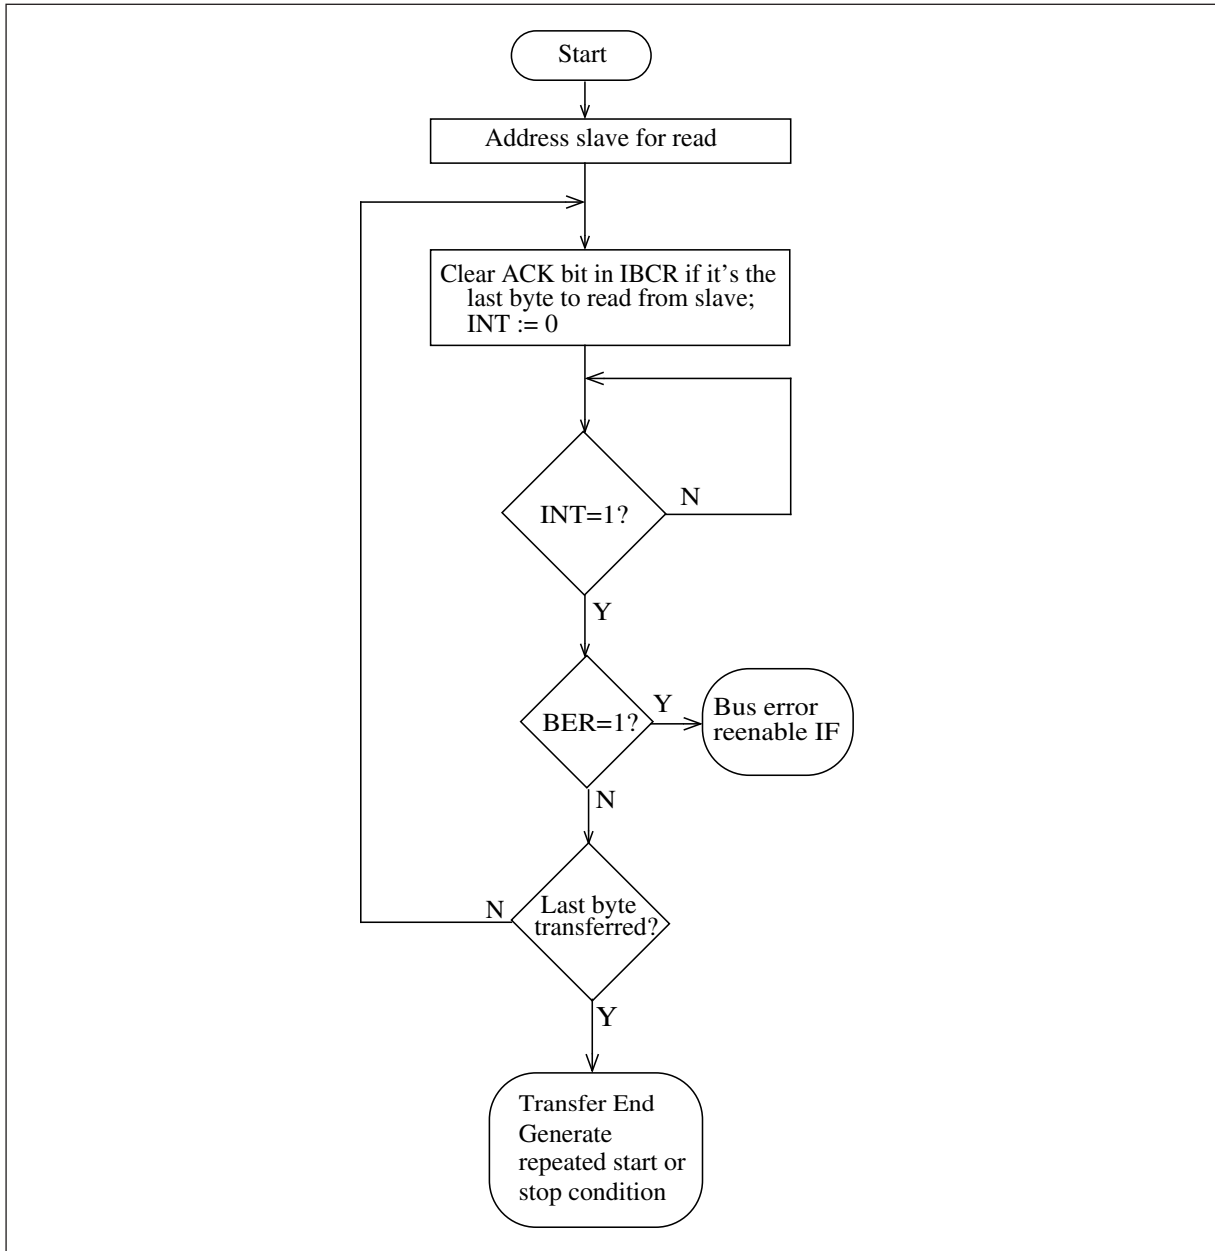 Start
Address slave for read
Clear ACK bit in IBCR if it's the
last byte to read from slave;
INT := 0
INT=1?
N
Y
BER=1?
Y
Bus error
reenable IF
N
Last byte
transferred?
N
Y
Transfer End
Generate
repeated start or
stop condition